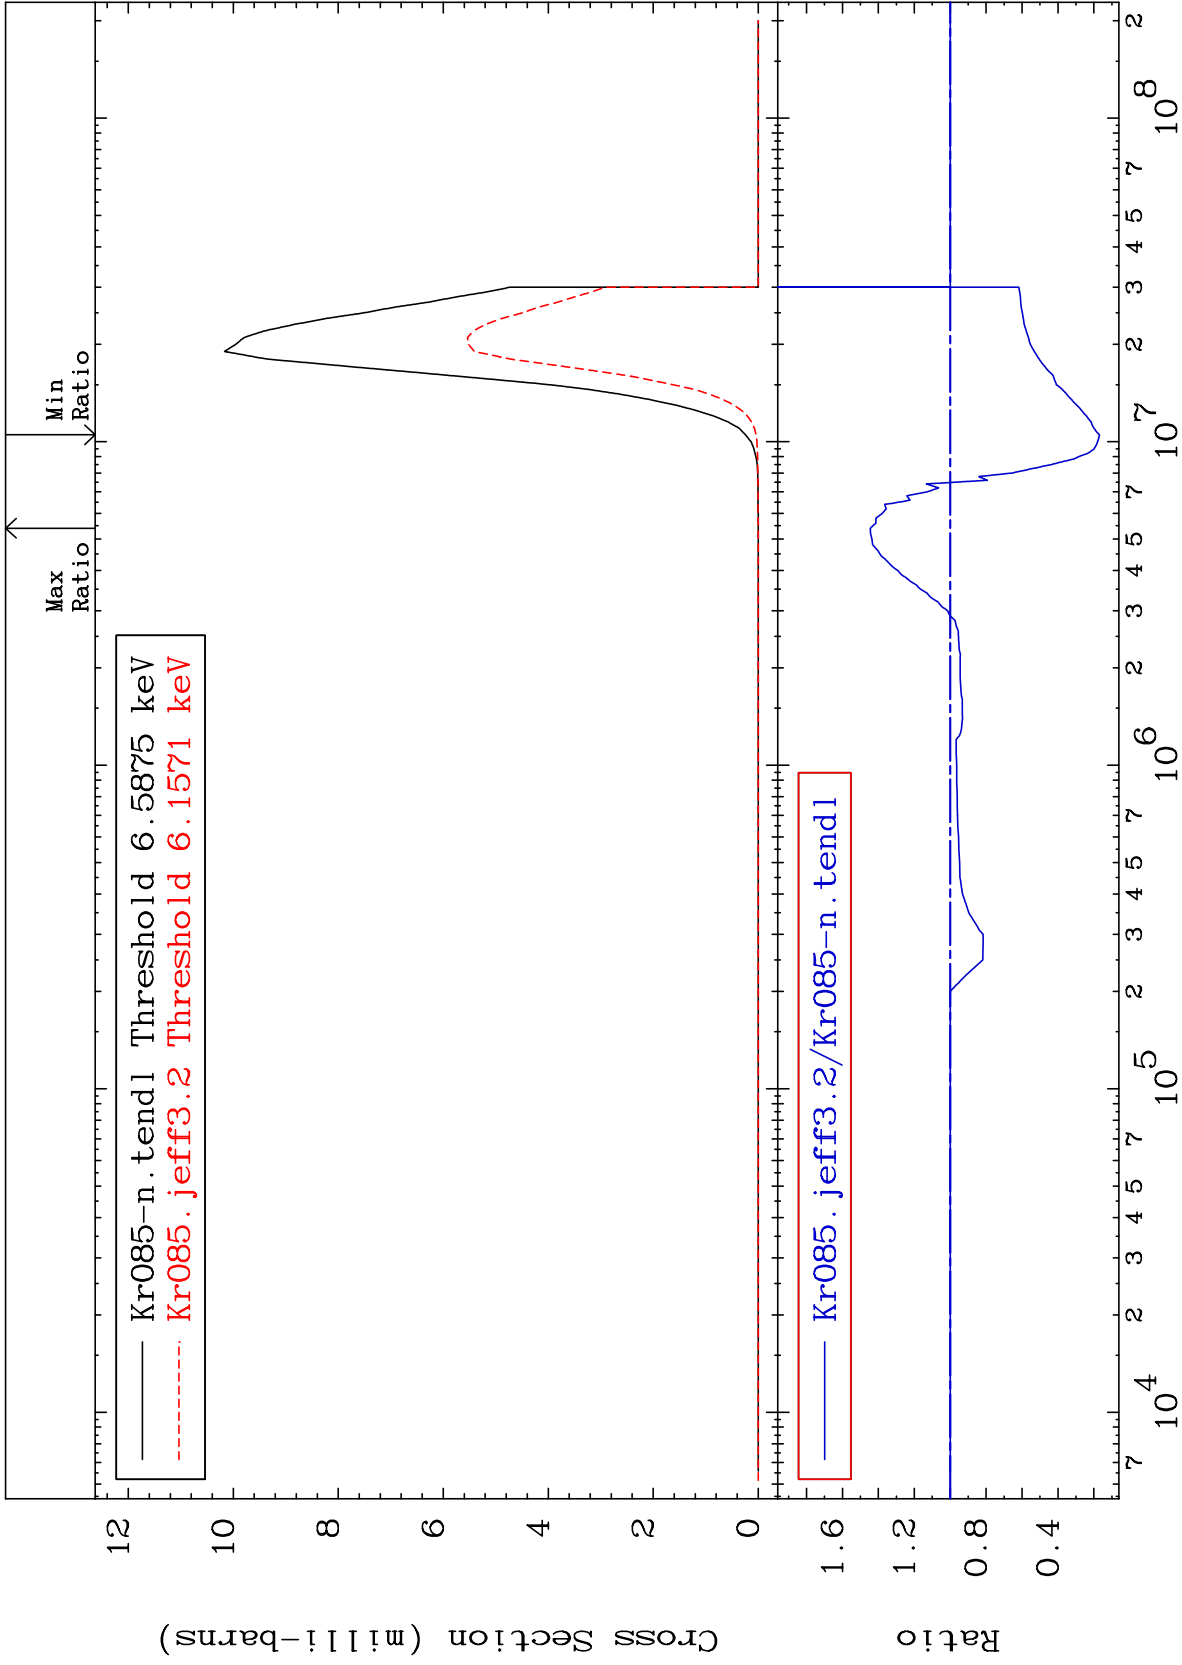 Max
Ratio
Min
Ratio
Kr085-n.tendl Threshold 6.5875 keV
Kr085.jeff3.2 Threshold 6.1571 keV
Cross Section (milli-barns)
12
10
8
6
4
2
0
Kr085.jeff3.2/Kr085-n.tendl
Ratio
1.6
1.2
0.8
0.4
7 2 3 4 5 7 2 3 4 5 7 2 3 4 5 7 2 3 4 5 7 2
10^4 10^5 10^6 10^7 10^8